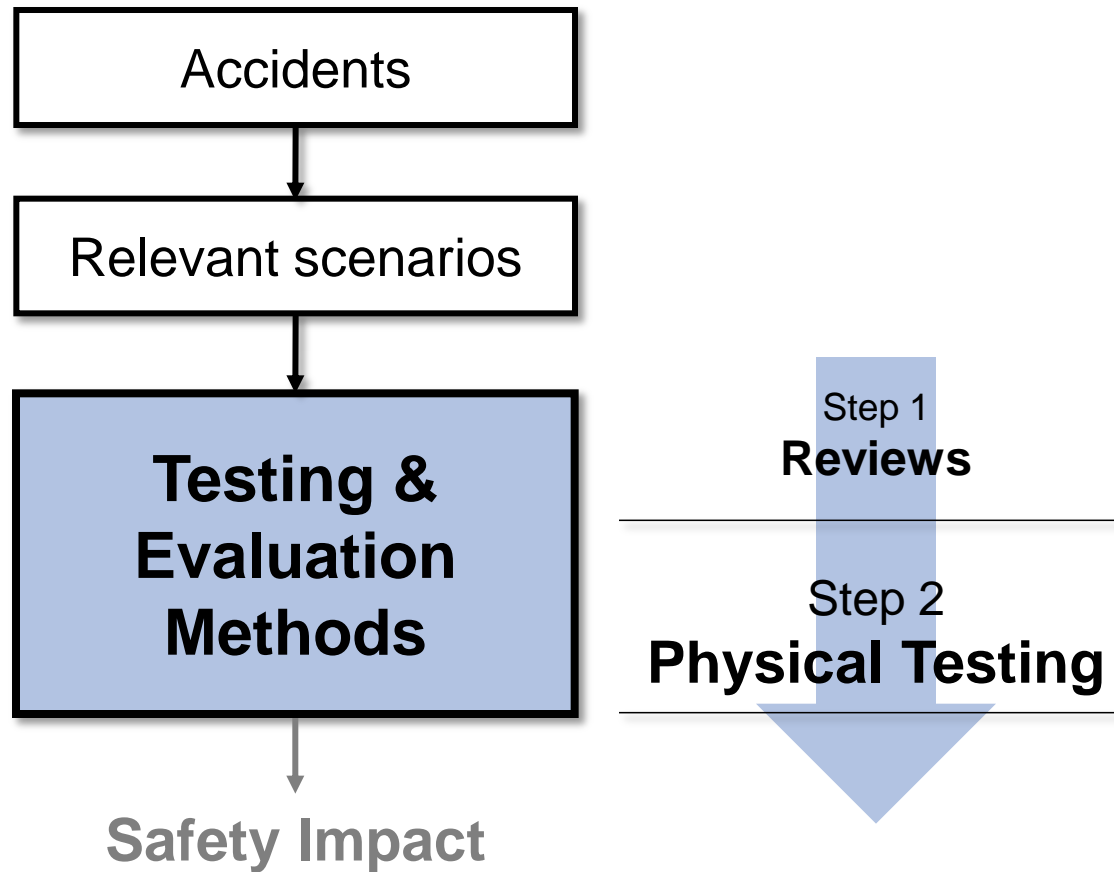 Accidents
Relevant scenarios
Testing &
Evaluation
Methods
Safety Impact
Step 1
Reviews
Step 2
Physical Testing